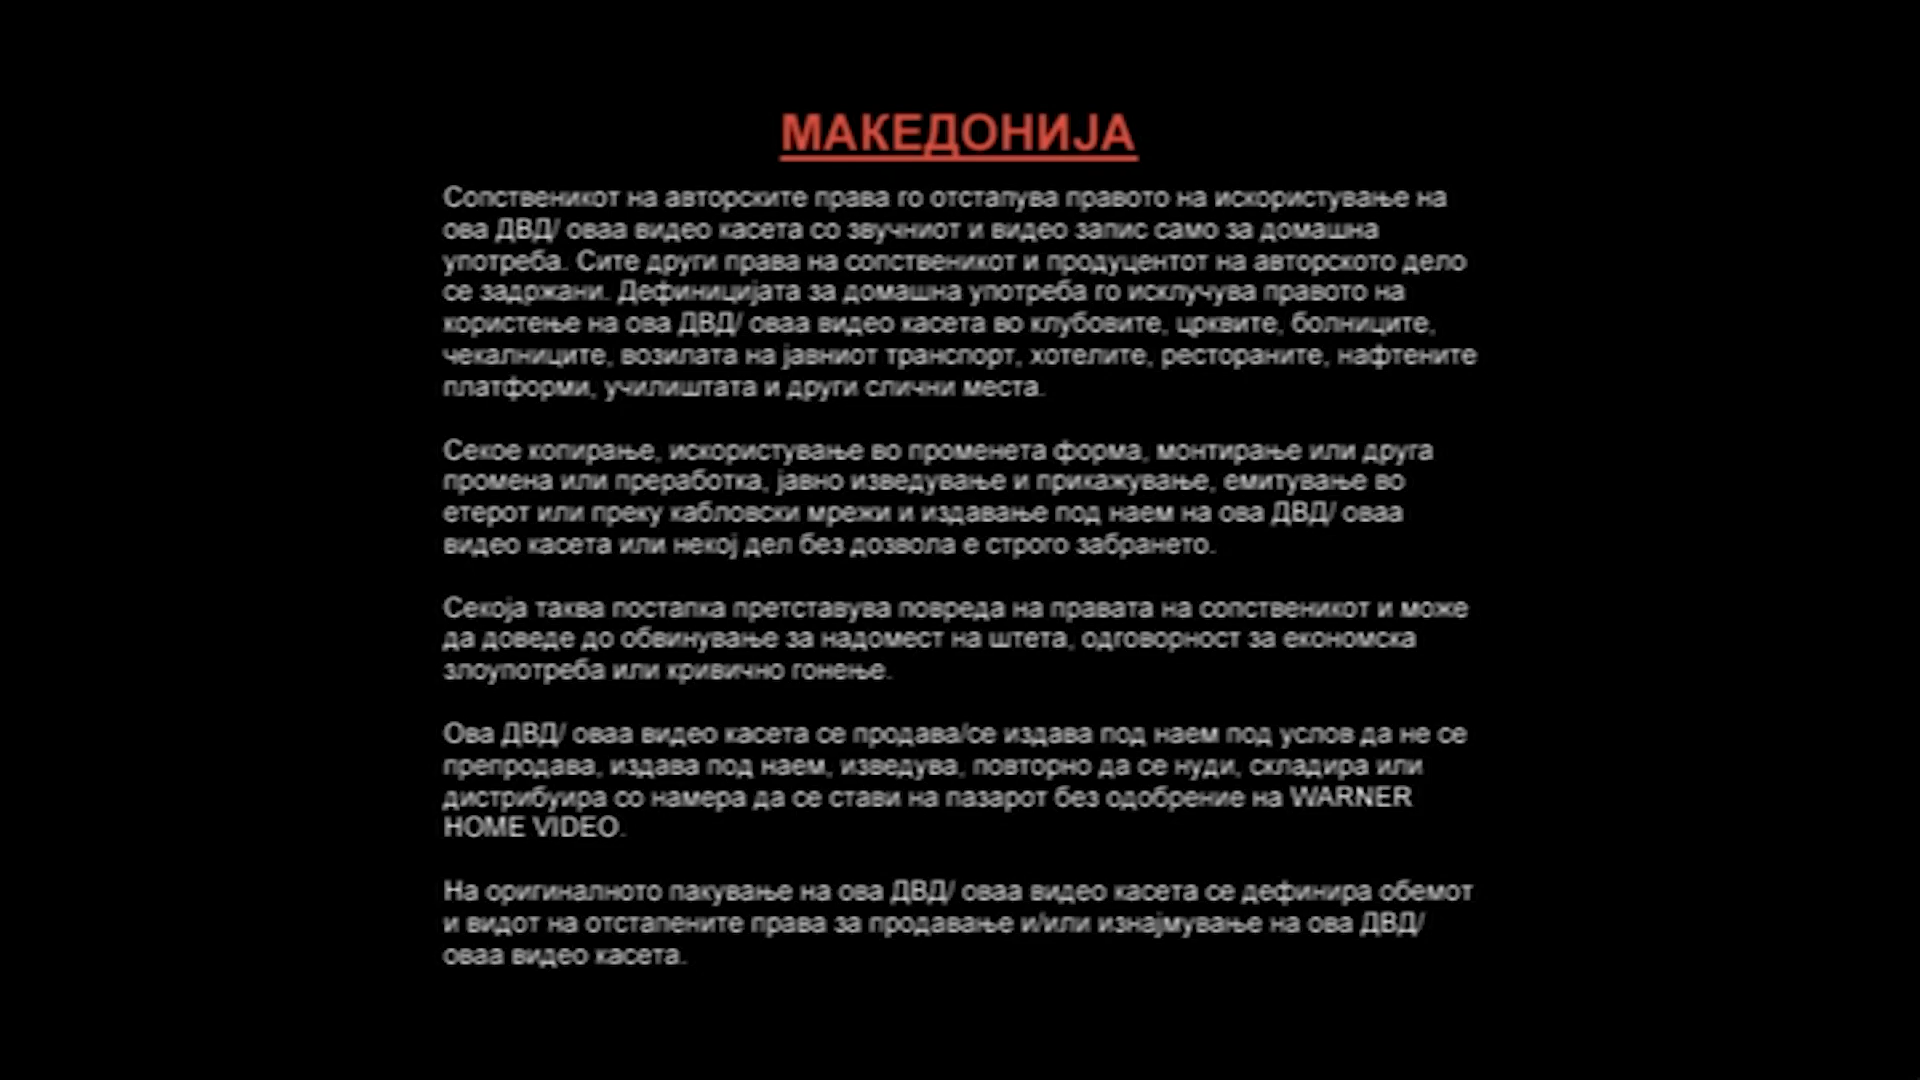 МАКЕДОНИЈА
Сопственикот на авторските права го отстапува правото на искористување на
ова ДВД/ оваа видео касета со звучниот и видео запис само за домашна
употреба. Сите други права на сопственикот и продуцентот на авторското дело
се задржани. Дефиницијата за домашна употреба го исклучува правото на
користење на ова ДВД/ оваа видео касета во клубовите, црквите, болниците,
чекалниците, возилата на јавниот транспорт, хотелите, рестораните, нафтените
платформи, училиштата и други слични места.
Секое копирање, искористување во променета форма, монтирање или друга
промена или преработка, јавно изведување и прикажување, емитување во
етерот или преку кабловски мрежи и издавање под наем на ова ДВД/ оваа
видео касета или некој дел без дозвола е строго забрането.
Секоја таква постапка претставува повреда на правата на сопственикот и може
да доведе до обвинување за надомест на штета, одговорност за економска
злоупотреба или кривично гонење.
Ова ДВД/ оваа видео касета се продава/се издава под наем под услов да не се
препродава, издава под наем, изведува, повторно да се нуди, складира или
дистрибуира со намера да се стави на пазарот без одобрение на WARNER
HOME VIDEO.
На оригиналното пакување на ова ДВД/ оваа видео касета се дефинира обемот
и видот на отстапените права за продавање и/или изнајмување на ова ДВД/
оваа видео касета.